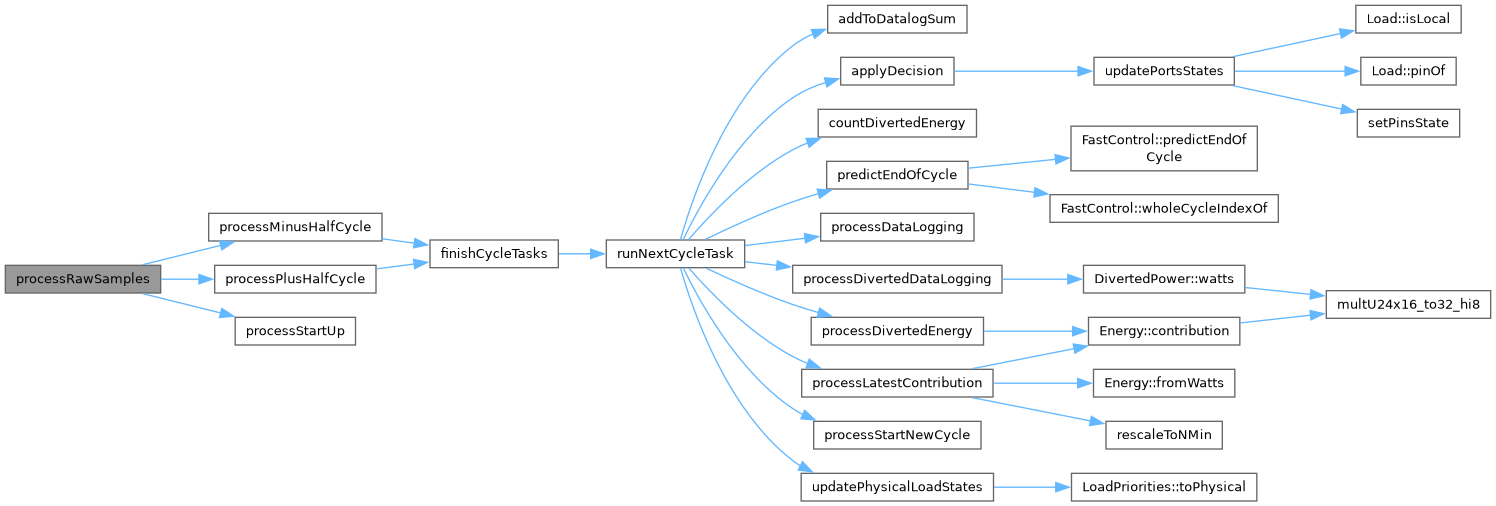 processRawSamples
processMinusHalfCycle
processPlusHalfCycle
processStartUp
finishCycleTasks
runNextCycleTask
addToDatalogSum
applyDecision
countDivertedEnergy
predictEndOfCycle
processDataLogging
processDivertedDataLogging
processDivertedEnergy
processLatestContribution
processStartNewCycle
updatePhysicalLoadStates
updatePortsStates
FastControl::predictEndOf
Cycle
FastControl::wholeCycleIndexOf
DivertedPower::watts
Energy::contribution
Energy::fromWatts
rescaleToNMin
LoadPriorities::toPhysical
Load::isLocal
Load::pinOf
setPinsState
multU24x16_to32_hi8